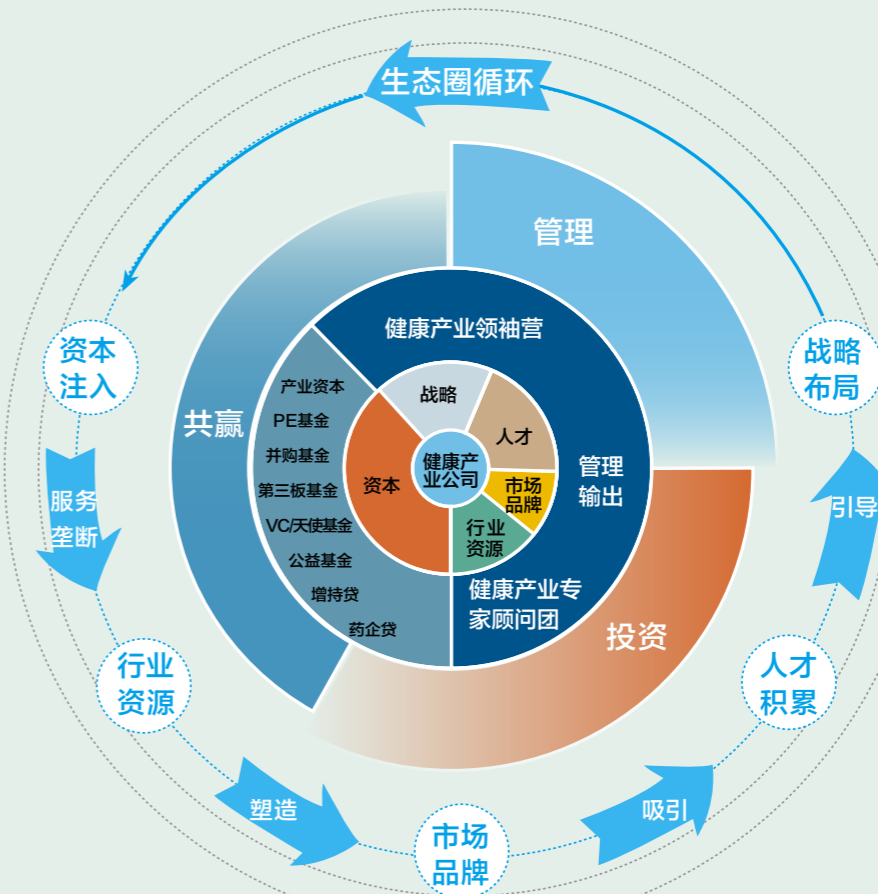 生态圈循环
管理
健康产业领袖营
资本
注入
战略
布局
产业资本
战略
共赢
PE基金
人才
并购基金
健康产
业公司
管理
输出
资本
第三板基金
市场
品牌
服务
垄断
引导
VC/天使基金
行业
资源
公益基金
增持贷
健康产业专
家顾问团
药企贷
投资
行业
资源
人才
积累
塑造
吸引
市场
品牌